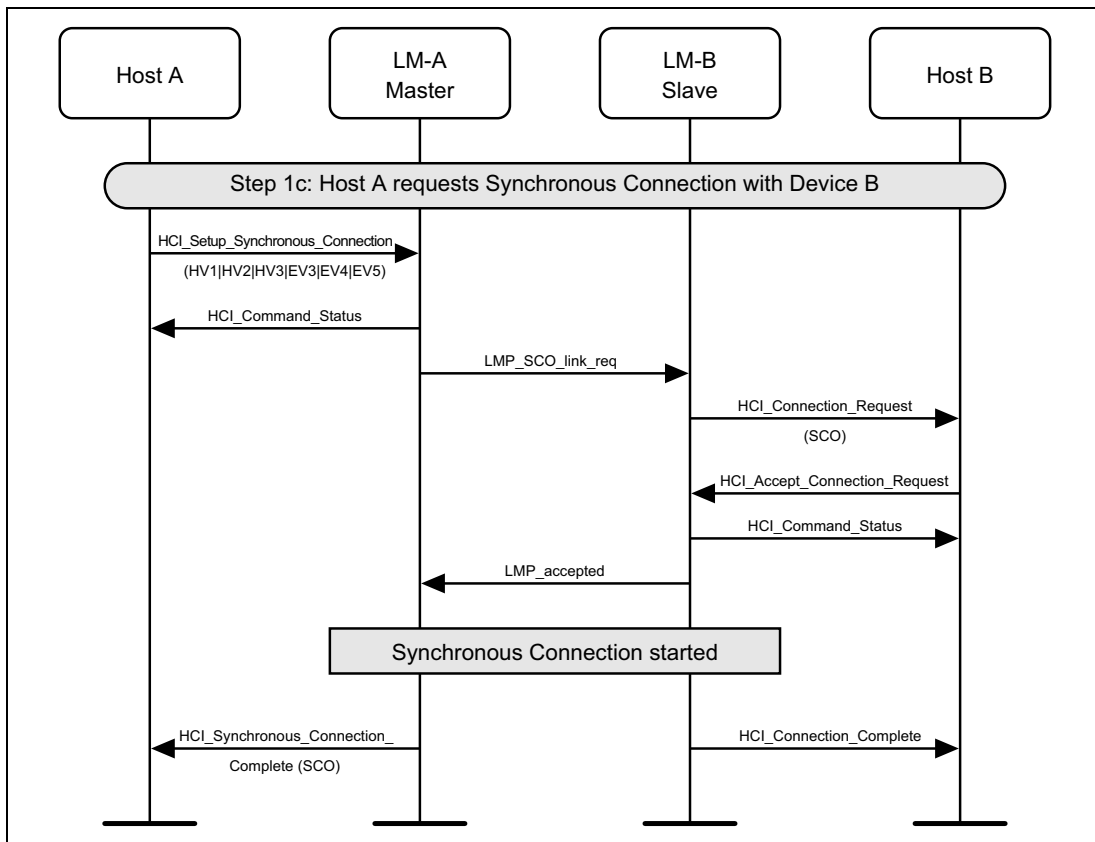 Host A
LM-A
Master
LM-B
Slave
Host B
Step 1c: Host A requests Synchronous Connection with Device B
HCI_Setup_Synchronous_Connection
(HV1|HV2|HV3|EV3|EV4|EV5)
HCI_Command_Status
LMP_SCO_link_req
HCI_Connection_Request
(SCO)
HCI_Accept_Connection_Request
HCI_Command_Status
LMP_accepted
Synchronous Connection started
HCI_Synchronous_Connection_
Complete (SCO)
HCI_Connection_Complete